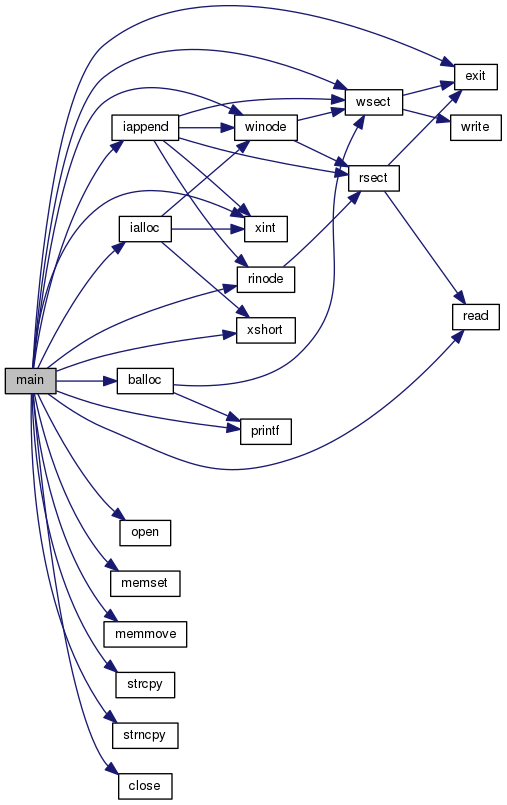 exit
wsect
iappend
winode
write
rsect
ialloc
xint
rinode
read
xshort
main
balloc
printf
open
memset
memmove
strcpy
strncpy
close